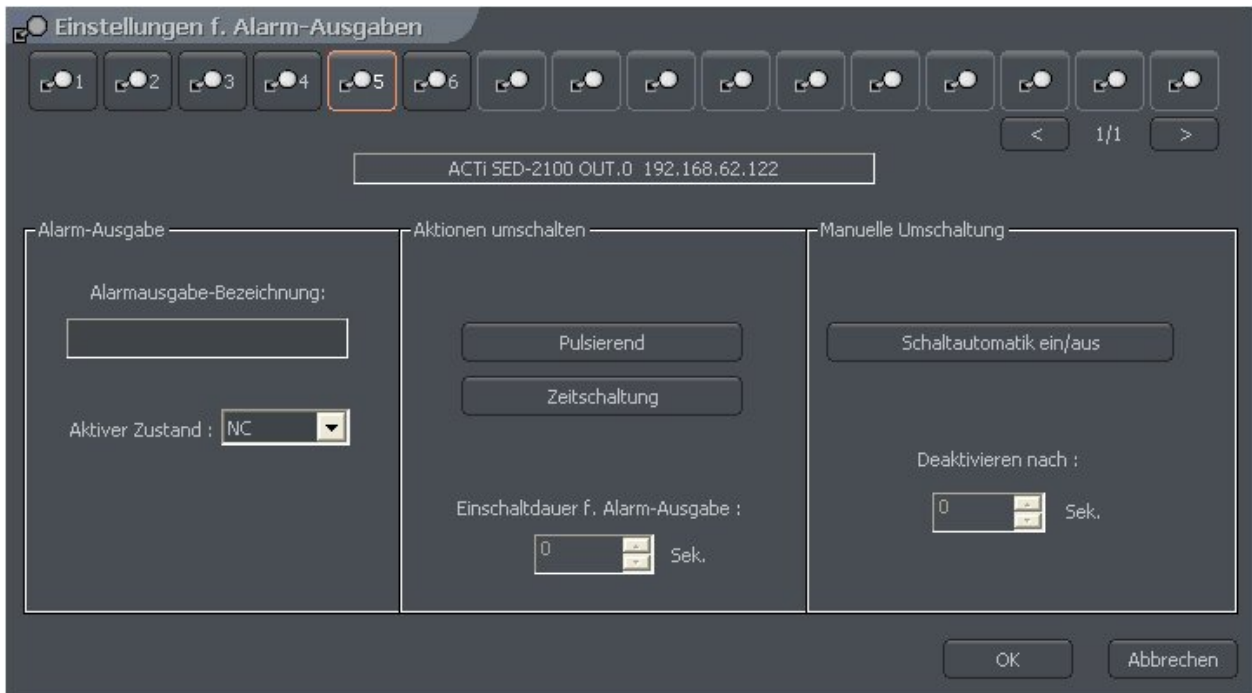 Einstellungen f. Alarm-Ausgaben
1 2 3 4 5 6
< 1/1 >
ACTi SED-2100 OUT.0 192.168.62.122
Alarm-Ausgabe
Alarmausgabe-Bezeichnung:
Aktiver Zustand : NC
Aktionen umschalten
Pulsierend
Zeitschaltung
Einschaltdauer f. Alarm-Ausgabe :
0 Sek.
Manuelle Umschaltung
Schaltautomatik ein/aus
Deaktivieren nach :
0 Sek.
OK Abbrechen